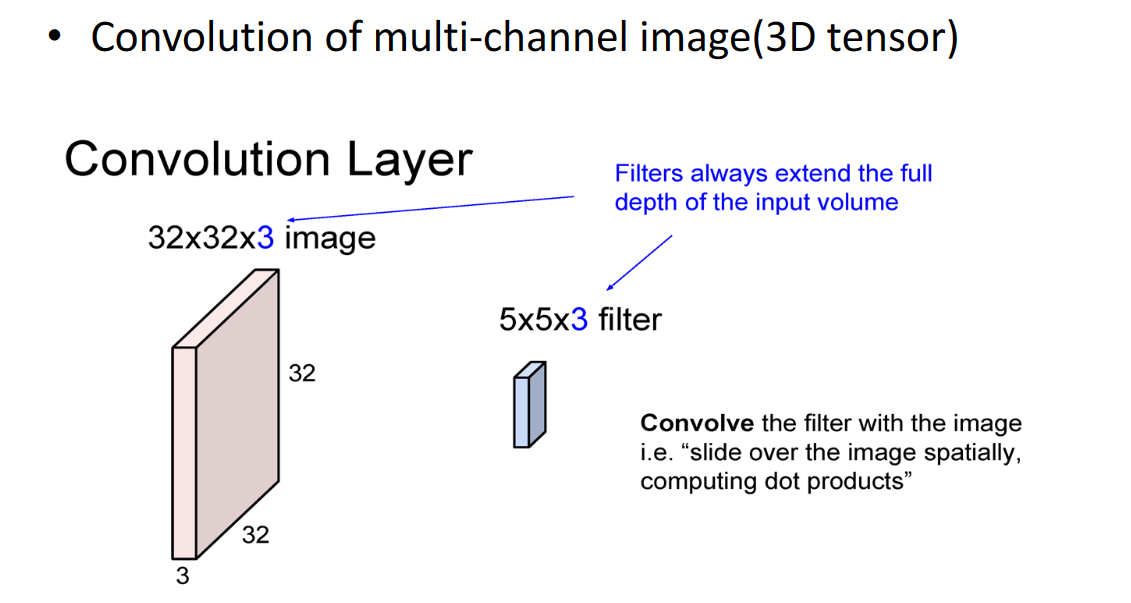 • Convolution of multi-channel image(3D tensor)
Convolution Layer
Filters always extend the full
depth of the input volume
32x32x3 image
5x5x3 filter
32
Convolve the filter with the image
i.e. “slide over the image spatially,
computing dot products”
32
3